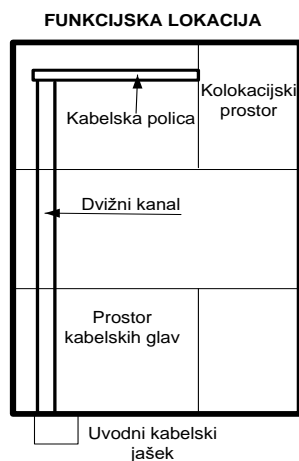 FUNKCIJSKA LOKACIJA
Kolokacijski
prostor
Kabelska polica
Dvižni kanal
Prostor
kabelskih glav
Uvodni kabelski
jašek